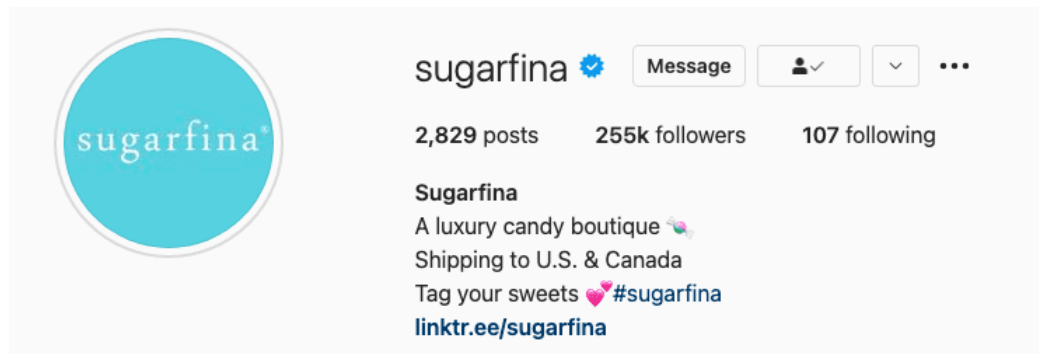 sugarfina®
sugarfina Message
2,829 posts 255k followers 107 following
Sugarfina
A luxury candy boutique 🍬
Shipping to U.S. & Canada
Tag your sweets 💕#sugarfina
linktr.ee/sugarfina